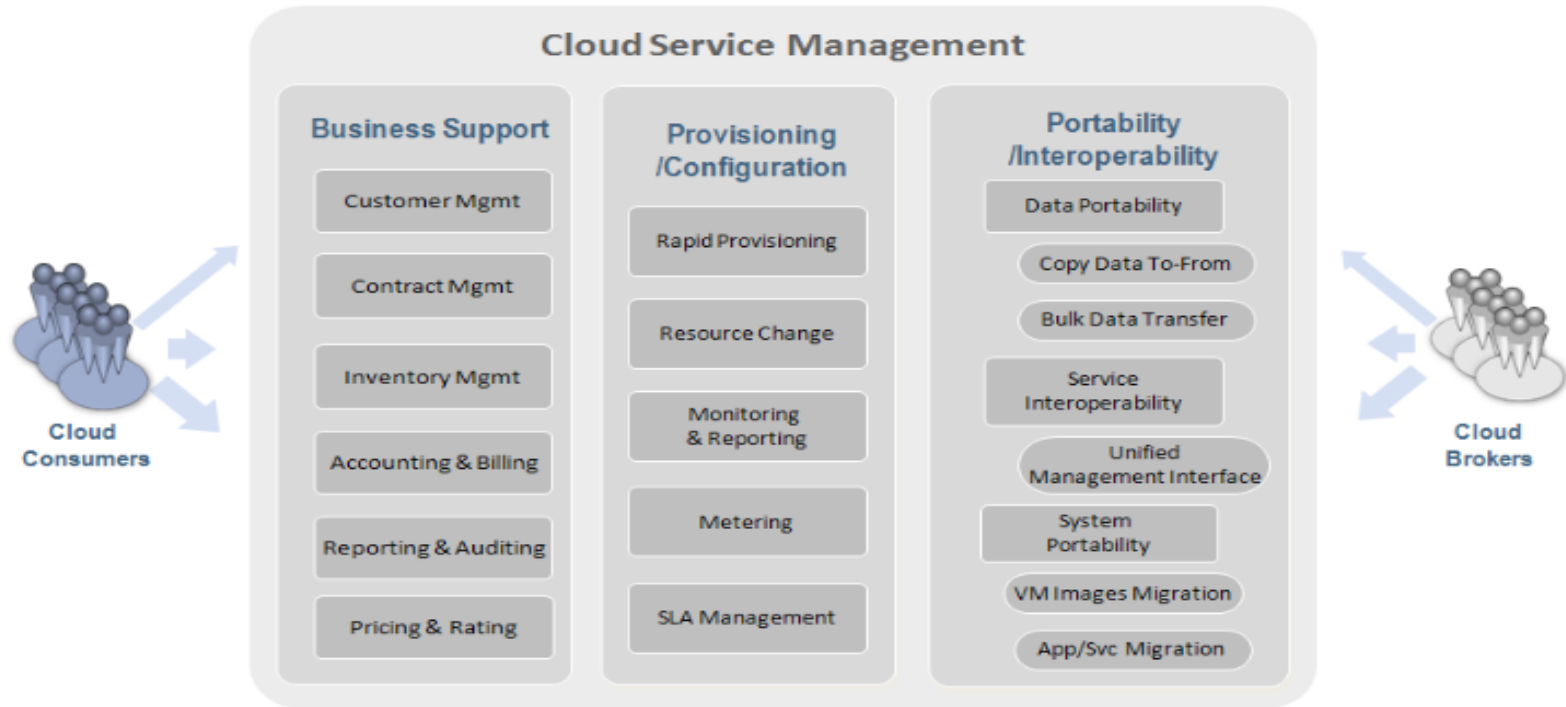 Cloud Service Management
Business Support
Customer Mgmt
Contract Mgmt
Inventory Mgmt
Accounting & Billing
Reporting & Auditing
Pricing & Rating
Provisioning
/Configuration
Rapid Provisioning
Resource Change
Monitoring
& Reporting
Metering
SLA Management
Portability
/Interoperability
Data Portability
Copy Data To-From
Bulk Data Transfer
Service
Interoperability
Unified
Management Interface
System
Portability
VM Images Migration
App/Svc Migration
Cloud
Consumers
Cloud
Brokers